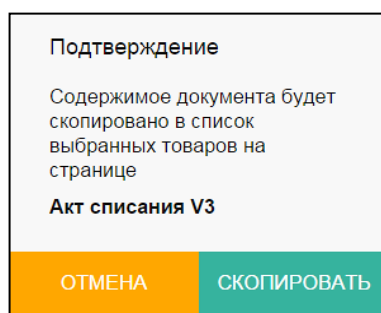 Подтверждение
Содержимое документа будет
скопировано в список
выбранных товаров на
странице
Акт списания V3
ОТМЕНА
СКОПИРОВАТЬ